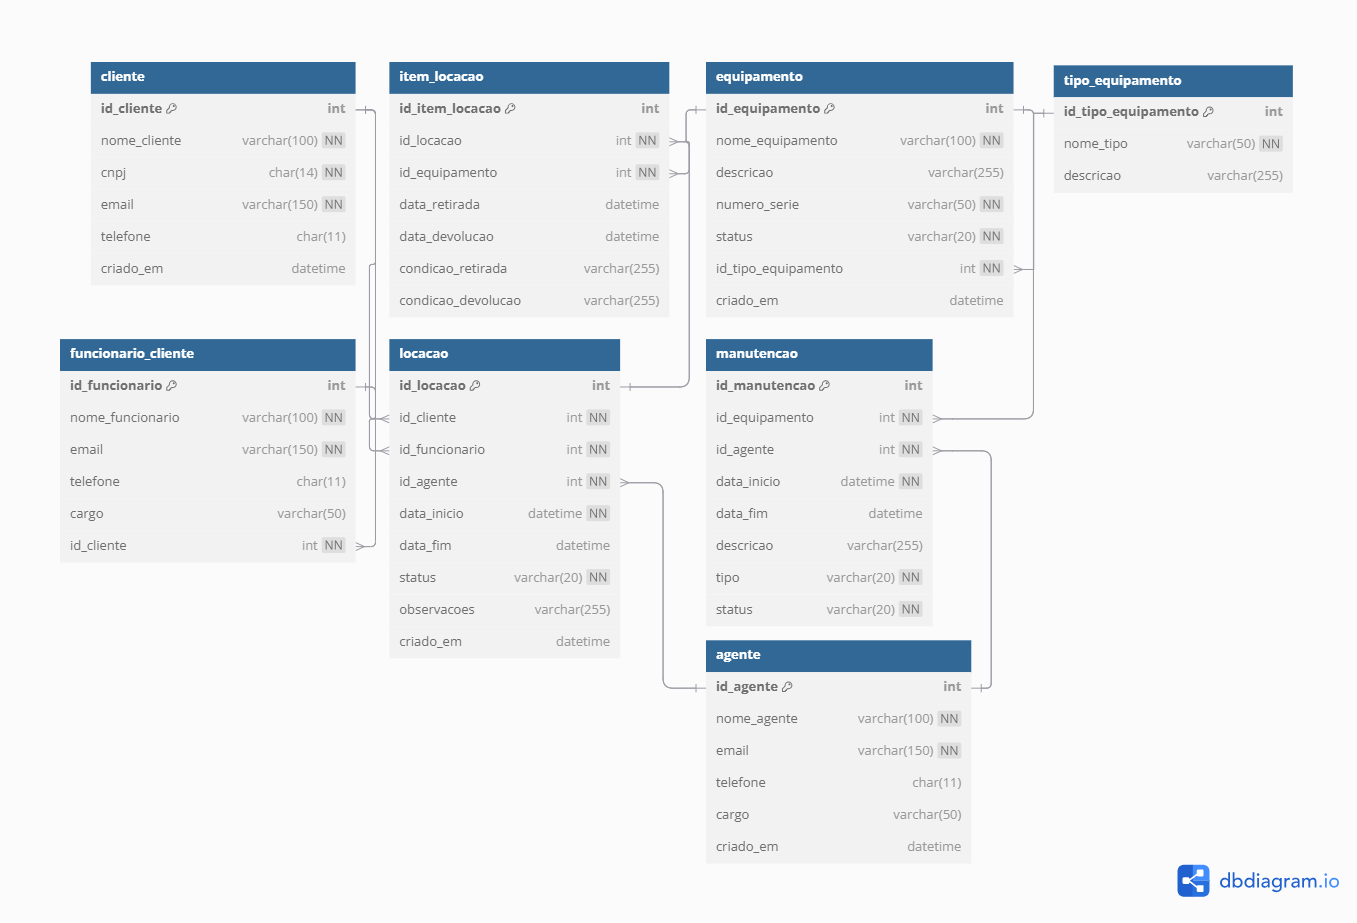 cliente
id_cliente int
nome_cliente varchar(100) NN
cnpj char(14) NN
email varchar(150) NN
telefone char(11)
criado_em datetime
item_locacao
id_item_locacao int
id_locacao int NN
id_equipamento int NN
data_retirada datetime
data_devolucao datetime
condicao_retirada varchar(255)
condicao_devolucao varchar(255)
equipamento
id_equipamento int
nome_equipamento varchar(100) NN
descricao varchar(255)
numero_serie varchar(50) NN
status varchar(20) NN
id_tipo_equipamento int NN
criado_em datetime
tipo_equipamento
id_tipo_equipamento int
nome_tipo varchar(50) NN
descricao varchar(255)
funcionario_cliente
id_funcionario int
nome_funcionario varchar(100) NN
email varchar(150) NN
telefone char(11)
cargo varchar(50)
id_cliente int NN
locacao
id_locacao int
id_cliente int NN
id_funcionario int NN
id_agente int NN
data_inicio datetime NN
data_fim datetime
status varchar(20) NN
observacoes varchar(255)
criado_em datetime
manutencao
id_manutencao int
id_equipamento int NN
id_agente int NN
data_inicio datetime NN
data_fim datetime
descricao varchar(255)
tipo varchar(20) NN
status varchar(20) NN
agente
id_agente int
nome_agente varchar(100) NN
email varchar(150) NN
telefone char(11)
cargo varchar(50)
criado_em datetime
dbdiagram.io